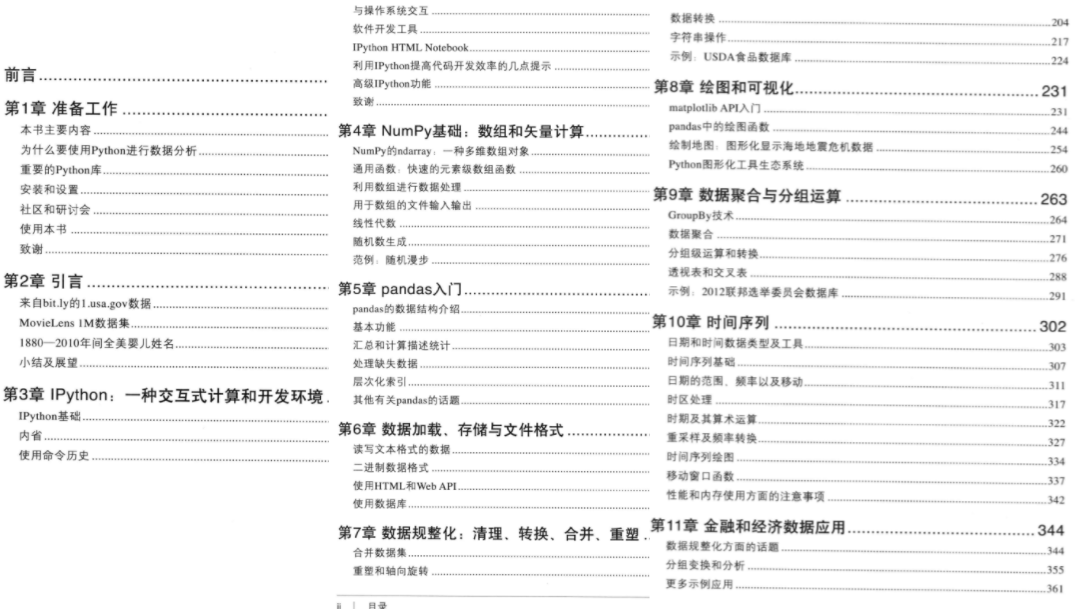 前言
第1章 准备工作
本书主要内容
为什么要使用Python进行数据分析
重要的Python库
安装和设置
社区和研讨会
使用本书
致谢
第2章 引言
来自bit.ly的1.usa.gov数据
MovieLens 1M数据集
1880—2010年间全美婴儿姓名
小结及展望
第3章 IPython：一种交互式计算和开发环境
IPython基础
内省
使用命令历史
与操作系统交互
软件开发工具
IPython HTML Notebook
利用IPython提高代码开发效率的几点提示
高级IPython功能
致谢
第4章 NumPy基础：数组和矢量计算
NumPy的ndarray：一种多维数组对象
通用函数：快速的元素级数组函数
利用数组进行数据处理
用于数组的文件输入输出
线性代数
随机数生成
范例：随机漫步
第5章 pandas入门
pandas的数据结构介绍
基本功能
汇总和计算描述统计
处理缺失数据
层次化索引
其他有关pandas的话题
第6章 数据加载、存储与文件格式
读写文本格式的数据
二进制数据格式
使用HTML和Web API
使用数据库
第7章 数据规整化：清理、转换、合并、重塑
合并数据集
重塑和轴向旋转
目录
数据转换 204
字符串操作 217
示例：USDA食品数据库 224
第8章 绘图和可视化 231
matplotlib API入门 231
pandas中的绘图函数 244
绘制地图：图形化显示海地地震危机数据 254
Python图形化工具生态系统 260
第9章 数据聚合与分组运算 263
GroupBy技术 264
数据聚合 271
分组级运算和转换 276
透视表和交叉表 288
示例：2012联邦选举委员会数据库 291
第10章 时间序列 302
日期和时间数据类型及工具 303
时间序列基础 307
日期的范围、频率以及移动 311
时区处理 317
时期及其算术运算 322
重采样及频率转换 327
时间序列绘图 334
移动窗口函数 337
性能和内存使用方面的注意事项 342
第11章 金融和经济数据应用 344
数据规整化方面的话题 344
分组变换和分析 355
更多示例应用 361